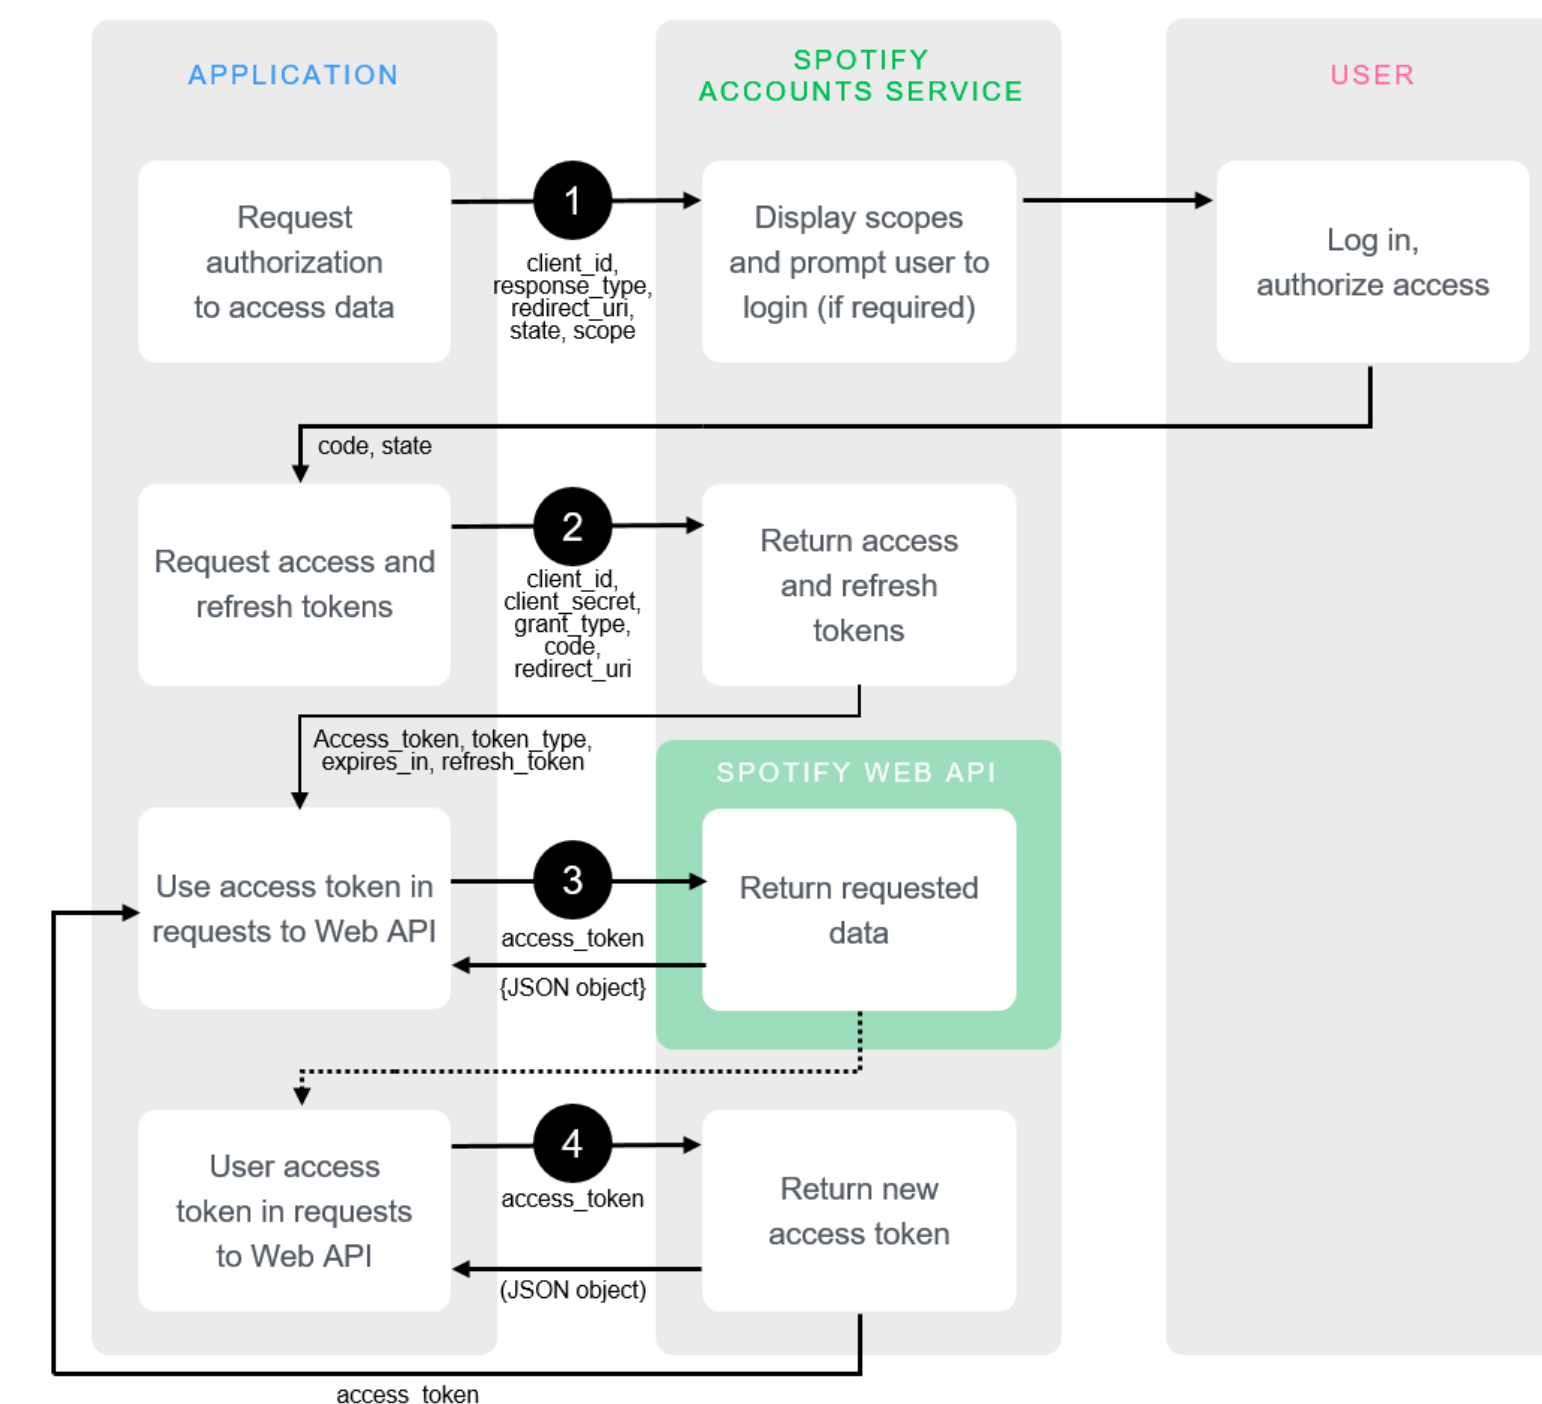 APPLICATION
SPOTIFY
ACCOUNTS SERVICE
USER
Request
authorization
to access data
1
client_id,
response_type,
redirect_uri,
state, scope
Display scopes
and prompt user to
login (if required)
Log in,
authorize access
code, state
Request access and
refresh tokens
2
client_id,
client_secret,
grant_type,
code,
redirect_uri
Return access
and refresh
tokens
Access_token, token_type,
expires_in, refresh_token
SPOTIFY WEB API
Use access token in
requests to Web API
3
access_token
{JSON object}
Return requested
data
User access
token in requests
to Web API
4
access_token
(JSON object)
Return new
access token
access_token